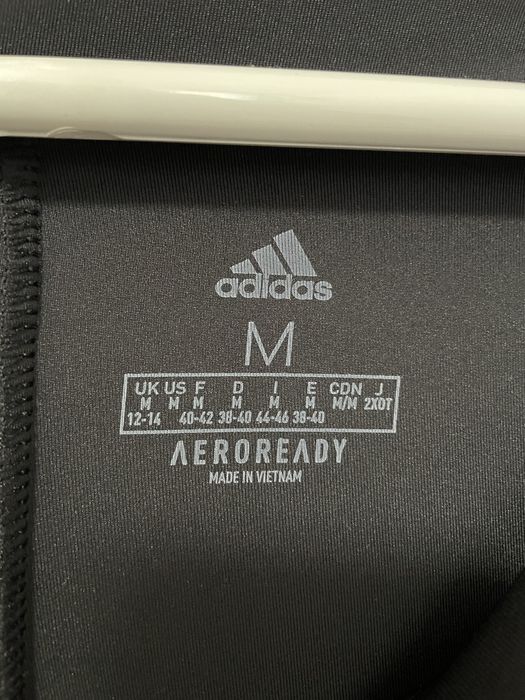 adidas
M
UK US F D I E CDN J
M M M M M M M/M 2XOT
12-14 40-42 38-40 44-46 38-40
AEROREADY
MADE IN VIETNAM